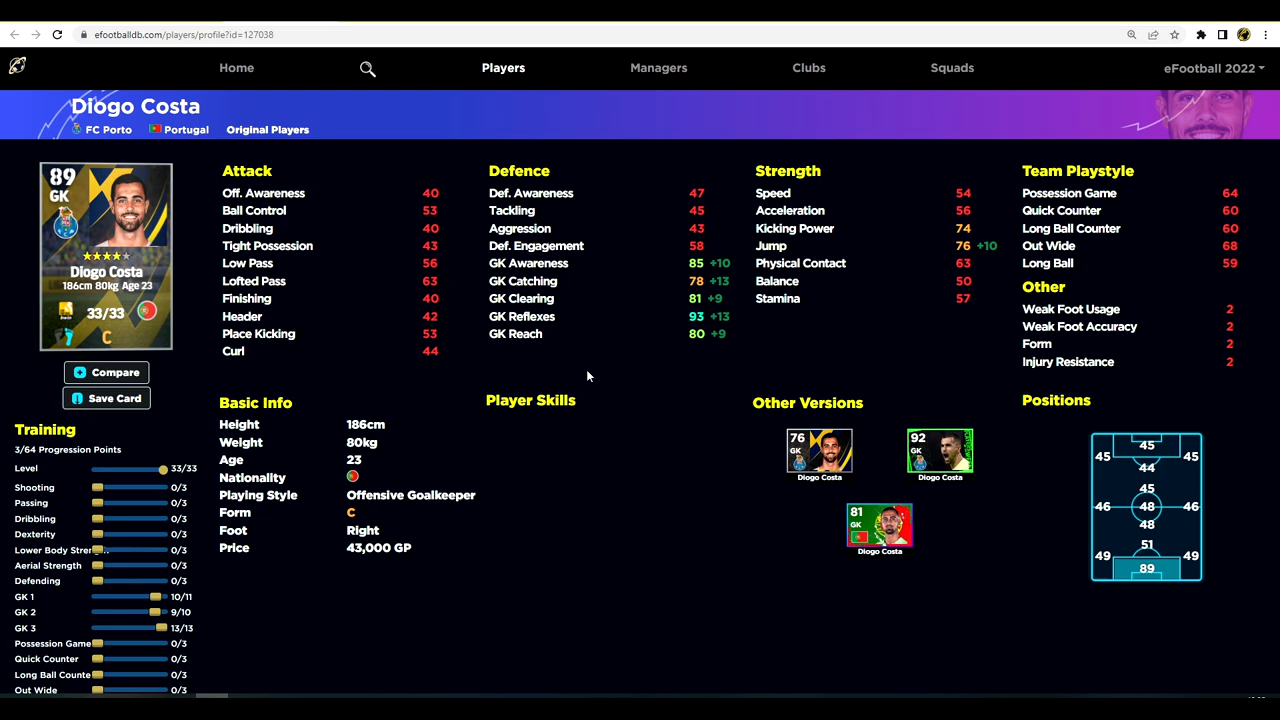 efootballdb.com/players/profile?id=127038
Home
Players
Managers
Clubs
Squads
eFootball 2022
Diogo Costa
FC Porto Portugal Original Players
89
GK
Diogo Costa
186cm 80kg Age 23
33/33
C
Compare
Save Card
Training
3/64 Progression Points
Level 33/33
Shooting 0/3
Passing 0/3
Dribbling 0/3
Dexterity 0/3
Lower Body Stren 0/3
Aerial Strength 0/3
Defending 0/3
GK 1 10/11
GK 2 9/10
GK 3 13/13
Possession Game 0/3
Quick Counter 0/3
Long Ball Counte 0/3
Out Wide 0/3
Attack
Off. Awareness 40
Ball Control 53
Dribbling 40
Tight Possession 43
Low Pass 56
Lofted Pass 63
Finishing 40
Header 42
Place Kicking 53
Curl 44
Defence
Def. Awareness 47
Tackling 45
Aggression 43
Def. Engagement 58
GK Awareness 85 +10
GK Catching 78 +13
GK Clearing 81 +9
GK Reflexes 93 +13
GK Reach 80 +9
Strength
Speed 54
Acceleration 56
Kicking Power 74
Jump 76 +10
Physical Contact 63
Balance 50
Stamina 57
Team Playstyle
Possession Game 64
Quick Counter 60
Long Ball Counter 60
Out Wide 68
Long Ball 59
Other
Weak Foot Usage 2
Weak Foot Accuracy 2
Form 2
Injury Resistance 2
Basic Info
Height 186cm
Weight 80kg
Age 23
Nationality
Playing Style Offensive Goalkeeper
Form C
Foot Right
Price 43,000 GP
Player Skills
Other Versions
76
GK
Diogo Costa
92
GK
Diogo Costa
81
GK
Diogo Costa
Positions
45
45 45
44
45
46 48 46
48
51
49 49
89